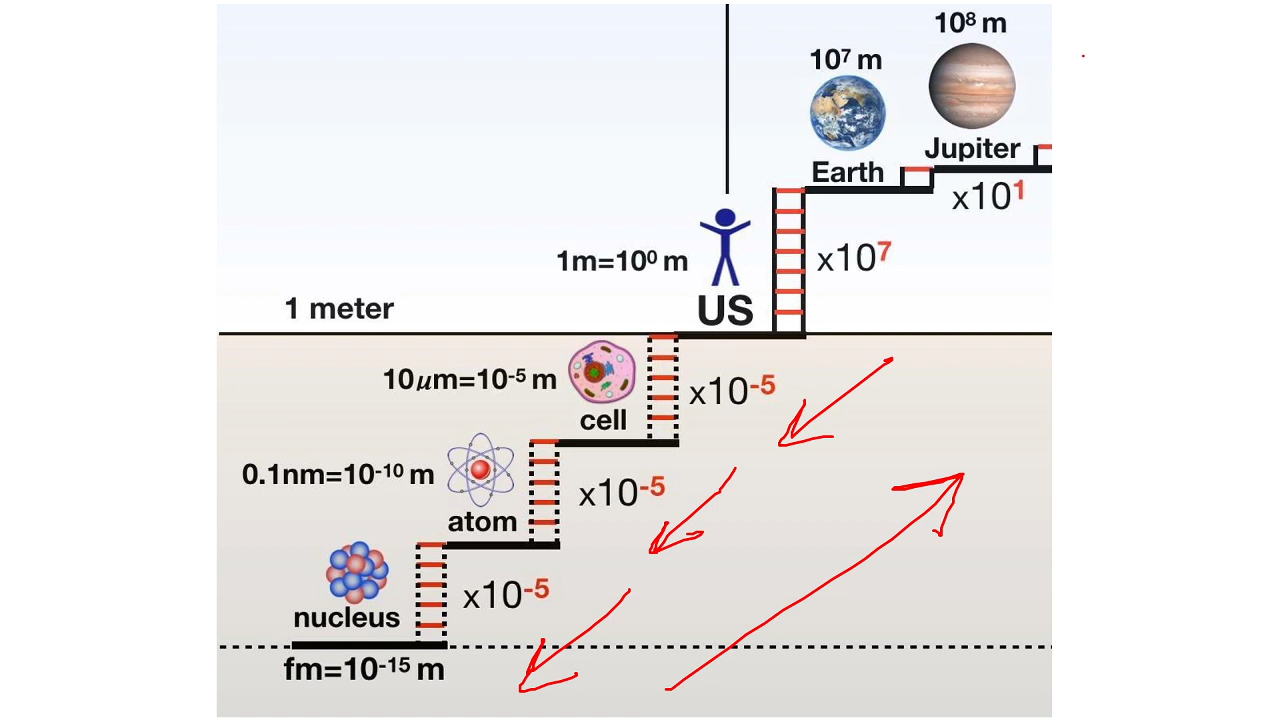 10⁸ m
10⁷ m
Jupiter
Earth
x10¹
1m=10⁰ m
x10⁷
US
1 meter
10μm=10⁻⁵ m
x10⁻⁵
cell
0.1nm=10⁻¹⁰ m
x10⁻⁵
atom
x10⁻⁵
nucleus
fm=10⁻¹⁵ m